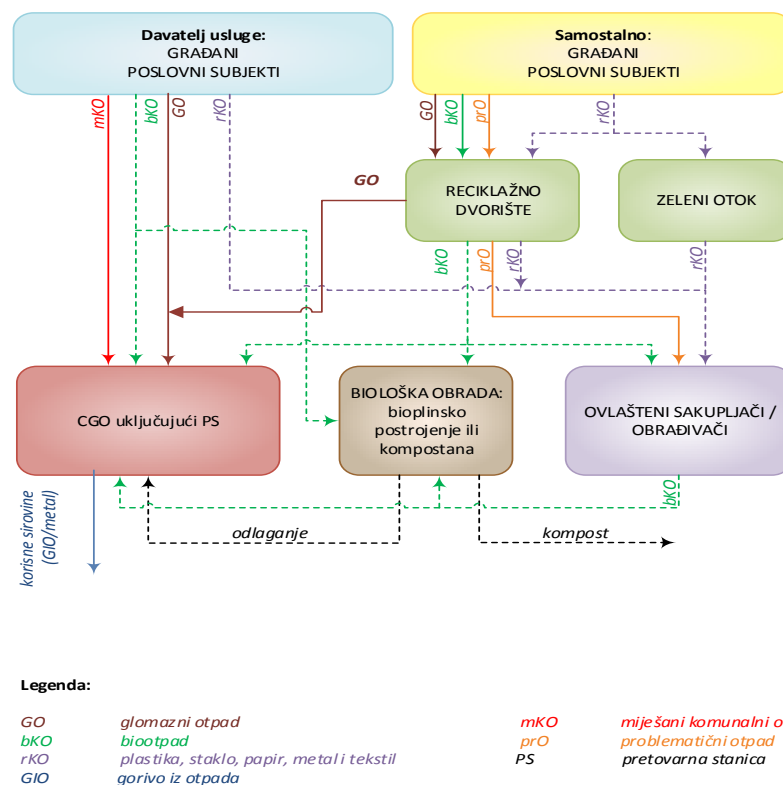 Davatelj usluge:
GRAĐANI
POSLOVNI SUBJEKTI
Samostalno:
GRAĐANI
POSLOVNI SUBJEKTI
mKO
bKO
GO
rKO
GO
bKO
prO
rKO
GO
RECIKLAŽNO
DVORIŠTE
ZELENI OTOK
bKO
prO
rKO
rKO
CGO uključujući PS
BIOLOŠKA OBRADA:
bioplinsko
postrojenje ili
kompostana
OVLAŠTENI SAKUPLJAČI /
OBRAĐIVAČI
bKO
korisne sirovine
(GIO/metal)
odlaganje
kompost
Legenda:
GO glomazni otpad
mKO miješani komunalni o
bKO biootpad
prO problematični otpad
rKO plastika, staklo, papir, metal i tekstil
PS pretovarna stanica
GIO gorivo iz otpada